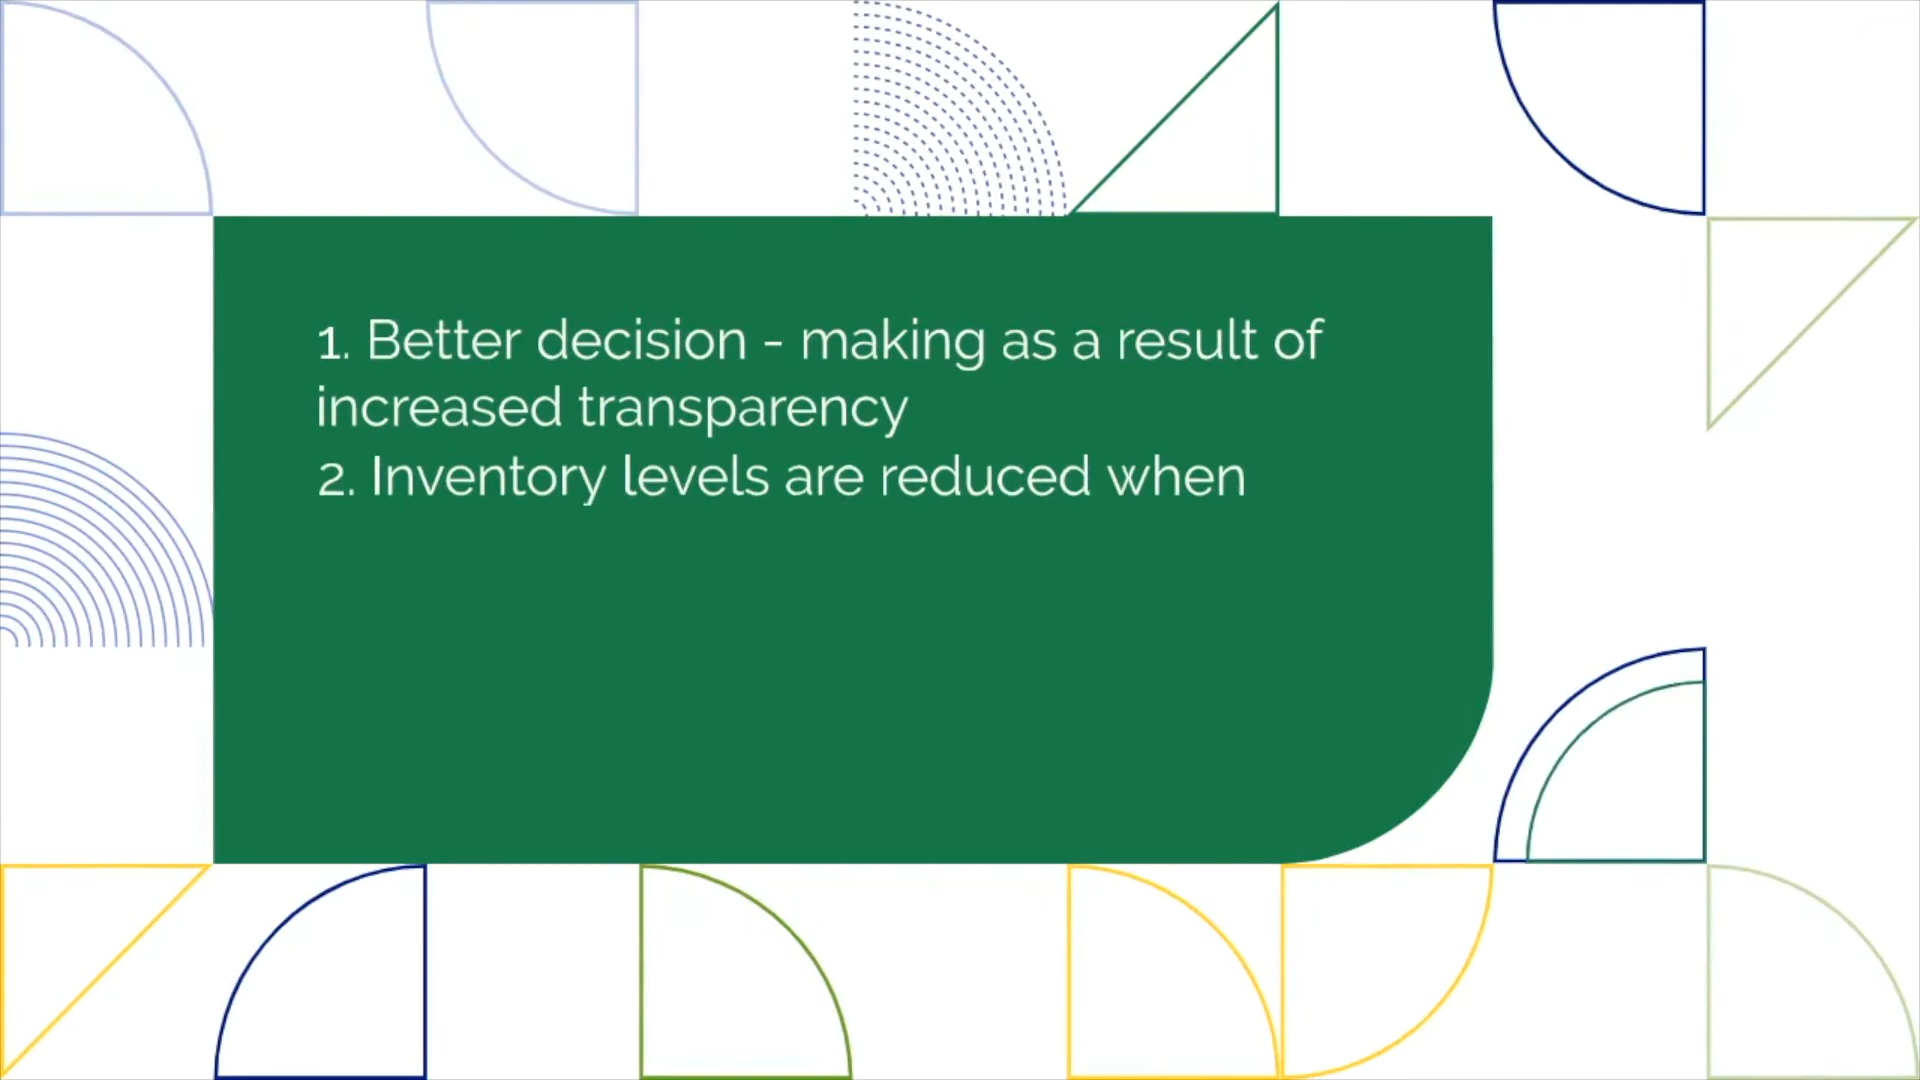 1. Better decision - making as a result of
increased transparency
2. Inventory levels are reduced when